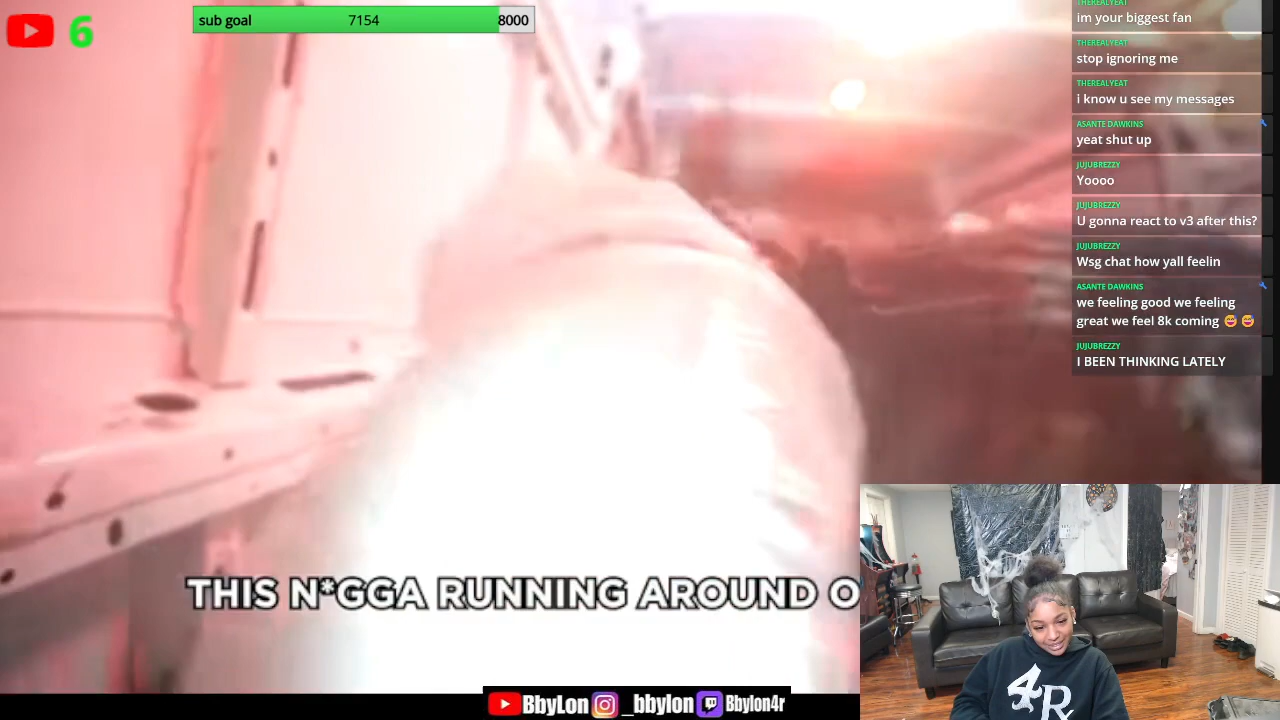 6
sub goal 7154 8000
THEREALYEAT
im your biggest fan
THEREALYEAT
stop ignoring me
THEREALYEAT
i know u see my messages
ASANTE DAWKINS
yeat shut up
JUJUBREZZY
Yoooo
JUJUBREZZY
U gonna react to v3 after this?
JUJUBREZZY
Wsg chat how yall feelin
ASANTE DAWKINS
we feeling good we feeling
great we feel 8k coming 😅 😅
JUJUBREZZY
I BEEN THINKING LATELY
THIS N*GGA RUNNING AROUND O
4R
BbyLon _bbylon Bbylon4r